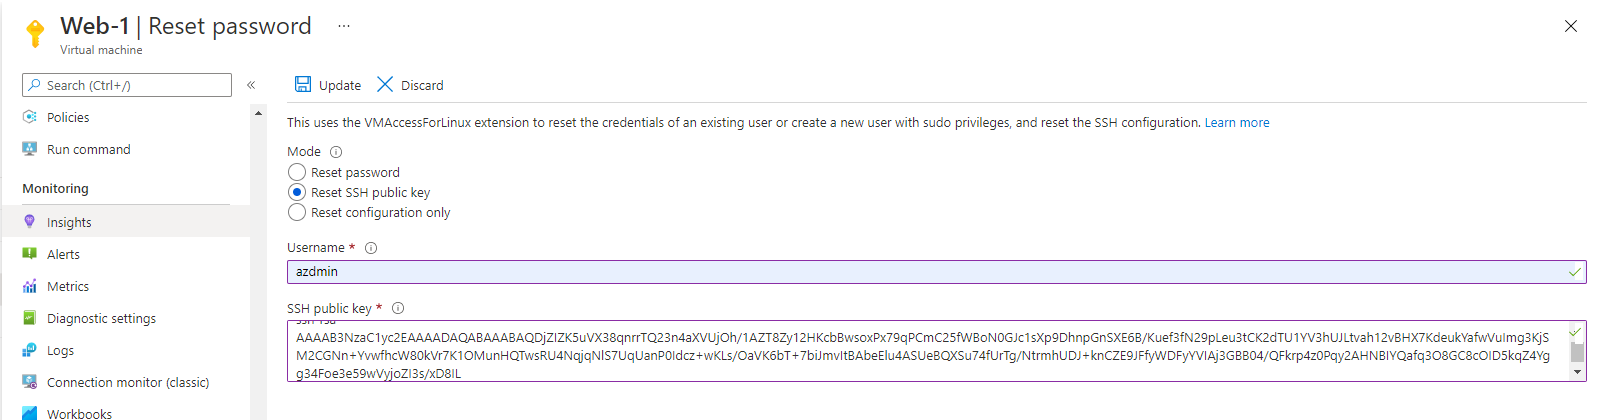 Web-1 | Reset password ...
Virtual machine
Search (Ctrl+/)
«
Policies
Run command
Monitoring
Insights
Alerts
Metrics
Diagnostic settings
Logs
Connection monitor (classic)
Workbooks
Update
Discard
This uses the VMAccessForLinux extension to reset the credentials of an existing user or create a new user with sudo privileges, and reset the SSH configuration. Learn more
Mode
Reset password
Reset SSH public key
Reset configuration only
Username *
azdmin
SSH public key *
ssh-rsa
AAAAB3NzaC1yc2EAAAADAQABAAABAQDjZIZK5uVX38qnrrTQ23n4aXVUjOh/1AZT8Zy12HKcbBwsoxPx79qPCmC25fWBoN0GJc1sXp9DhnpGnSXE6B/Kuef3fN29pLeu3tCK2dTU1YV3hUJLtvah12vBHX7KdeukYafwVuImg3KjS
M2CGNn+YvwfhcW80kVr7K1OMunHQTwsRU4NqjqNIS7UqUanP0Idcz+wKLs/OaVK6bT+7biJmvItBAbeElu4ASUeBQXSu74fUrTg/NtrmhUDJ+knCZE9JFfyWDFyYVIAj3GBB04/QFkrp4z0Pqy2AHNBIYQafq3O8GC8cOID5kqZ4Yg
g34Foe3e59wVyjoZI3s/xD8IL